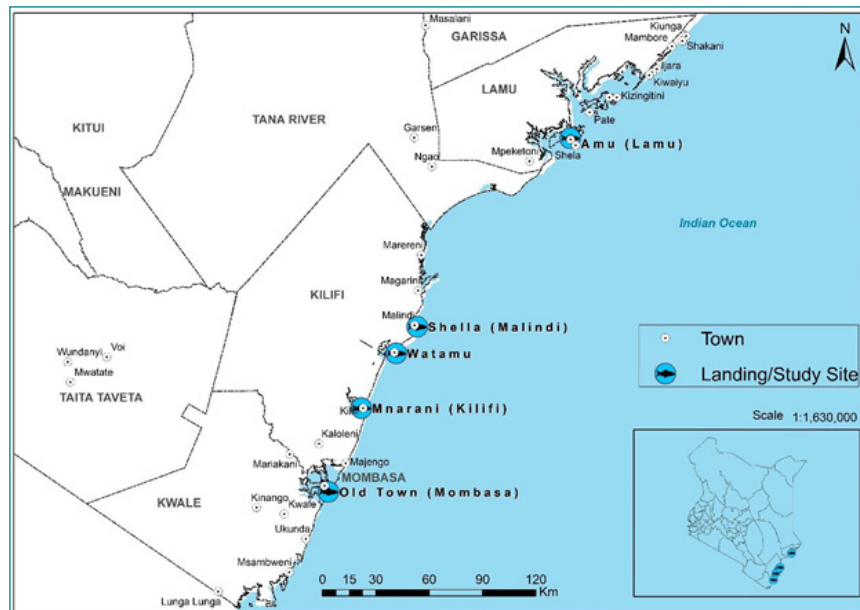 Masalani
GARISSA
Kiunga
Mambore
Shakani
N
Ijara
Kiwaiyu
LAMU
Kizingitini
Pate
KITUI
TANA RIVER
Garsen
Amu (Lamu)
Shela
Mpeketoni
Ngao
MAKUENI
Indian Ocean
Marereni
KILIFI
Magarini
Malindi
Shella (Malindi)
Town
Watamu
Landing/Study Site
Wundanyi
Voi
Mwatate
TAITA TAVETA
Mnarani (Kilifi)
Scale 1:1,630,000
Kaloleni
Mariakani
Majengo
MOMBASA
KWALE
Old Town (Mombasa)
Kinango
Kwale
Ukunda
Msambweni
Lunga Lunga
0 15 30 60 90 120
Km